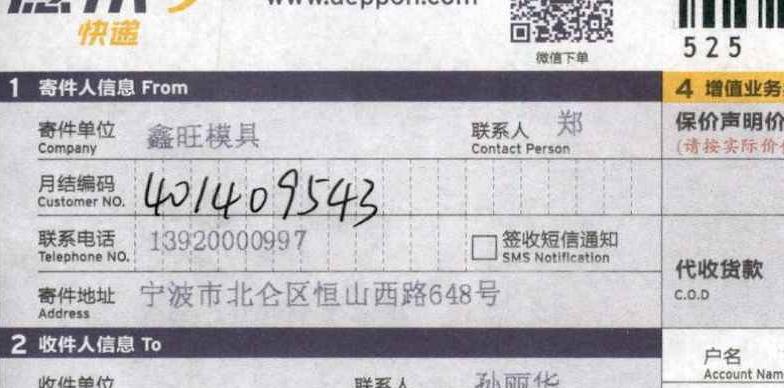 快递
www.deppon.com
微信下单
525
1 寄件人信息 From
4 增值业务
寄件单位 鑫旺模具 联系人 郑
Company Contact Person
保价声明价
(请按实际价
月结编码 401409543
Customer NO.
联系电话 13920000997 签收短信通知
Telephone NO. SMS Notification
代收货款
C.O.D
寄件地址 宁波市北仑区恒山西路648号
Address
2 收件人信息 To
户名
Account Nam
收件单位 联系人 孙丽华